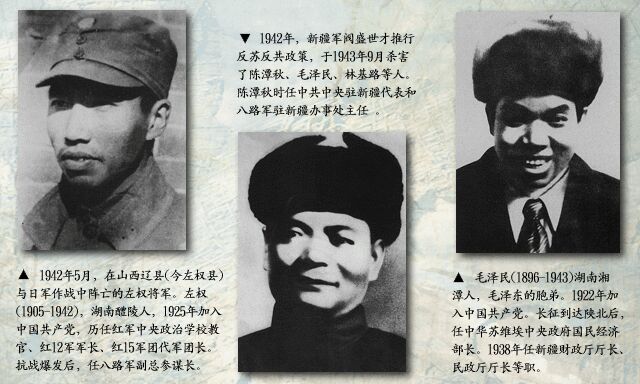 ▲ 1942年，新疆军阀盛世才推行
反苏反共政策，于1943年9月杀害
了陈潭秋、毛泽民、林基路等人。
陈潭秋时任中共中央驻新疆代表和
八路军驻新疆办事处主任 。
▲ 1942年5月，在山西辽县(今左权县)
与日军作战中阵亡的左权将军。左权
(1905-1942)，湖南醴陵人，1925年加入
中国共产党，历任红军中央政治学校教
官、红12军军长、红15军团代军团长。
抗战爆发后，任八路军副总参谋长。
▲ 毛泽民(1896-1943)湖南湘
潭人，毛泽东的胞弟。1922年加
入中国共产党。长征到达陕北后，
任中华苏维埃中央政府国民经济
部长。1938年任新疆财政厅厅长、
民政厅厅长等职。